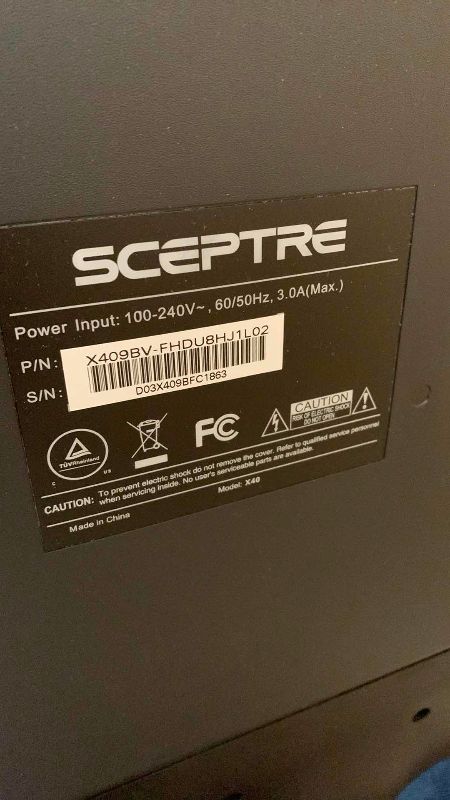 SCEPTRE
Power Input: 100-240V~, 60/50Hz, 3.0A(Max.)
P/N: X409BV-FHDU8HJ1L02
S/N: D03X409BFC1863
TÜVRheinland
C US
FC
CAUTION
RISK OF ELECTRIC SHOCK
DO NOT OPEN
CAUTION: To prevent electric shock do not remove the cover. Refer to qualified service personnel
when servicing inside. No user's serviceable parts are available.
Made in China Model: X40